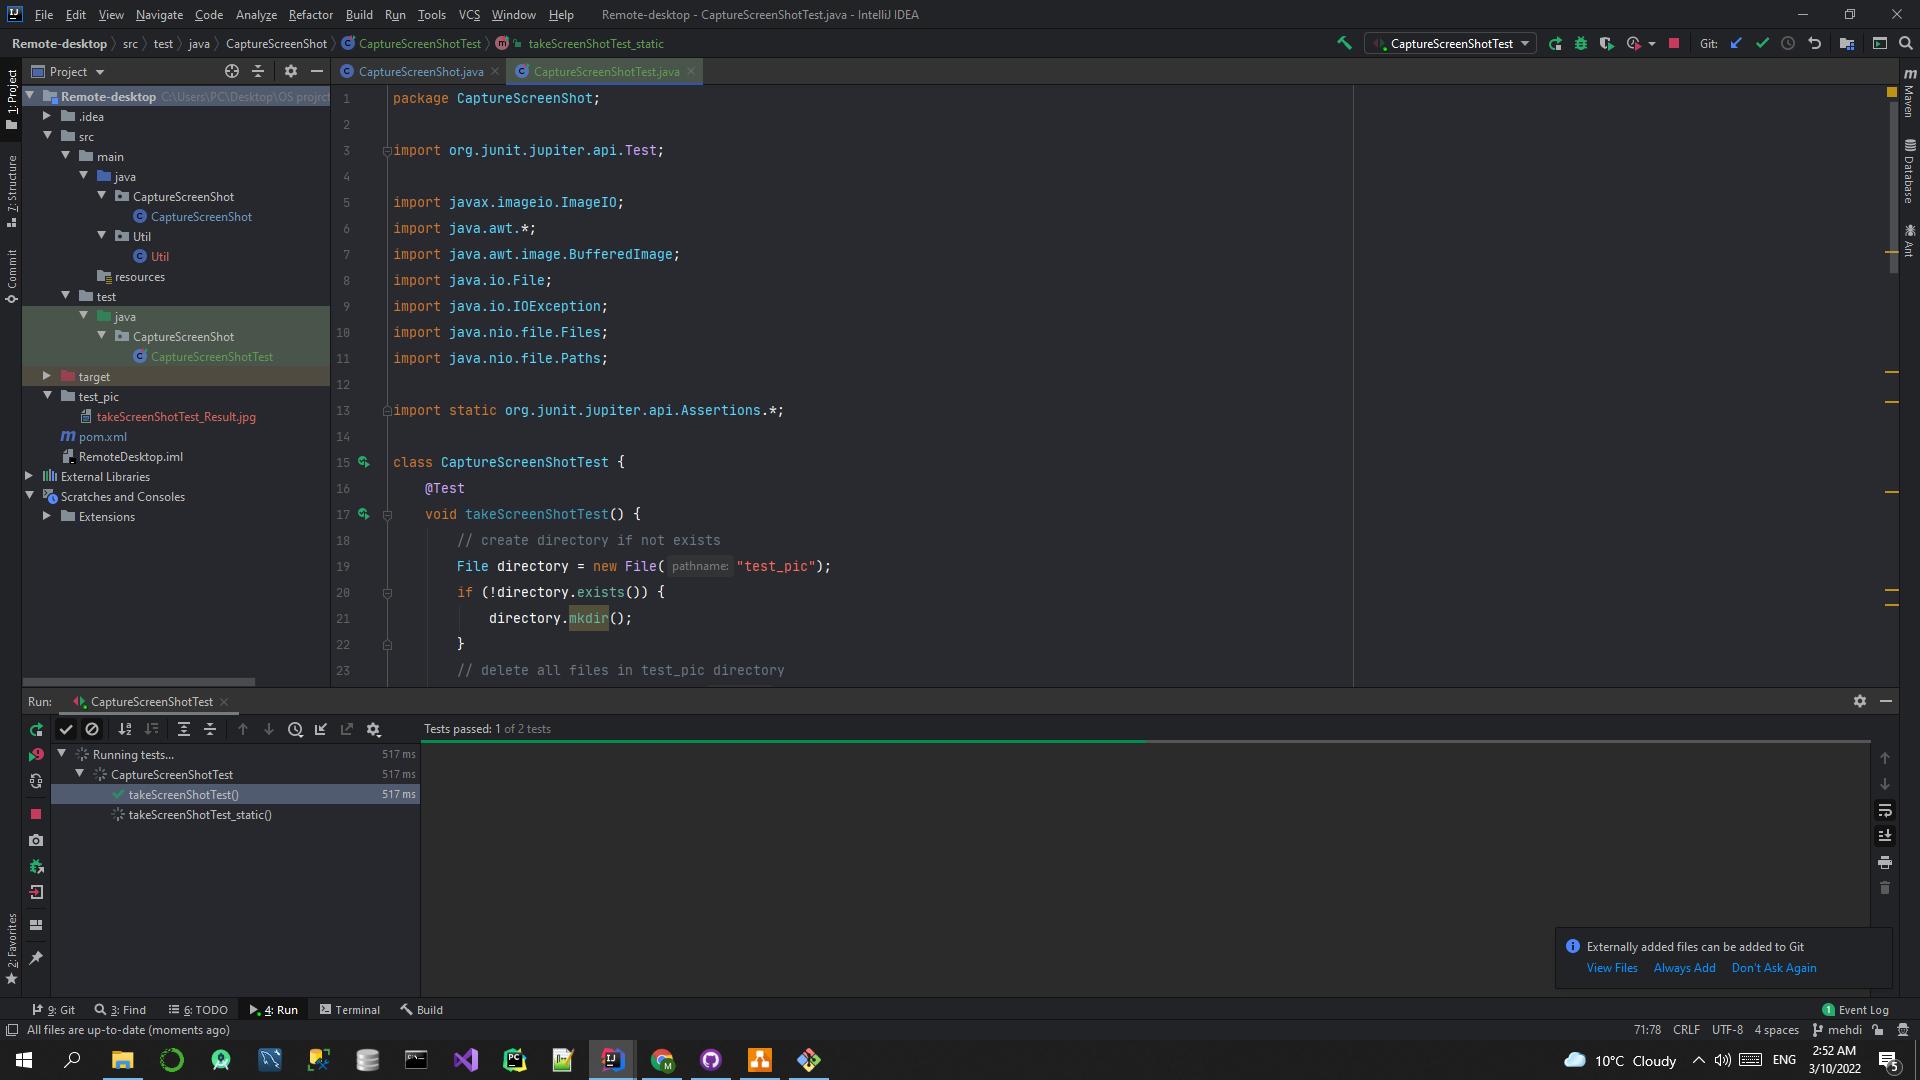 File Edit View Navigate Code Analyze Refactor Build Run Tools VCS Window Help Remote-desktop - CaptureScreenShotTest.java - IntelliJ IDEA
Remote-desktop src test java CaptureScreenShot CaptureScreenShotTest takeScreenShotTest_static CaptureScreenShotTest Git:
Project
CaptureScreenShot.java CaptureScreenShotTest.java
1: Project
7: Structure
Commit
2: Favorites
Maven
Database
Ant
Remote-desktop C:\Users\PC\Desktop\OS projrct
.idea
src
main
java
CaptureScreenShot
CaptureScreenShot
Util
Util
resources
test
java
CaptureScreenShot
CaptureScreenShotTest
target
test_pic
takeScreenShotTest_Result.jpg
pom.xml
RemoteDesktop.iml
External Libraries
Scratches and Consoles
Extensions
1 package CaptureScreenShot;
2
3 import org.junit.jupiter.api.Test;
4
5 import javax.imageio.ImageIO;
6 import java.awt.*;
7 import java.awt.image.BufferedImage;
8 import java.io.File;
9 import java.io.IOException;
10 import java.nio.file.Files;
11 import java.nio.file.Paths;
12
13 import static org.junit.jupiter.api.Assertions.*;
14
15 class CaptureScreenShotTest {
16 @Test
17 void takeScreenShotTest() {
18 // create directory if not exists
19 File directory = new File( pathname: "test_pic");
20 if (!directory.exists()) {
21 directory.mkdir();
22 }
23 // delete all files in test_pic directory
Run: CaptureScreenShotTest
Tests passed: 1 of 2 tests
Running tests... 517 ms
CaptureScreenShotTest 517 ms
takeScreenShotTest() 517 ms
takeScreenShotTest_static()
Externally added files can be added to Git
View Files Always Add Don't Ask Again
9: Git 3: Find 6: TODO 4: Run Terminal Build 1 Event Log
All files are up-to-date (moments ago) 71:78 CRLF UTF-8 4 spaces mehdi
10°C Cloudy ENG 2:52 AM
3/10/2022 5